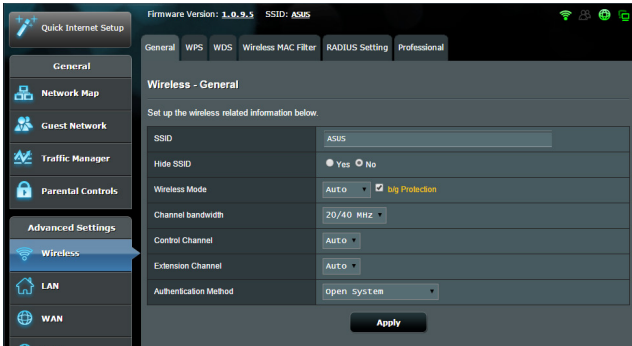 Quick Internet Setup
Firmware Version: 1.0.9.5 SSID: ASUS
General WPS WDS Wireless MAC Filter RADIUS Setting Professional
General
Network Map
Guest Network
Traffic Manager
Parental Controls
Advanced Settings
Wireless
LAN
WAN
Wireless - General
Set up the wireless related information below.
SSID ASUS
Hide SSID Yes No
Wireless Mode Auto b/g Protection
Channel bandwidth 20/40 MHz
Control Channel Auto
Extension Channel Auto
Authentication Method Open System
Apply